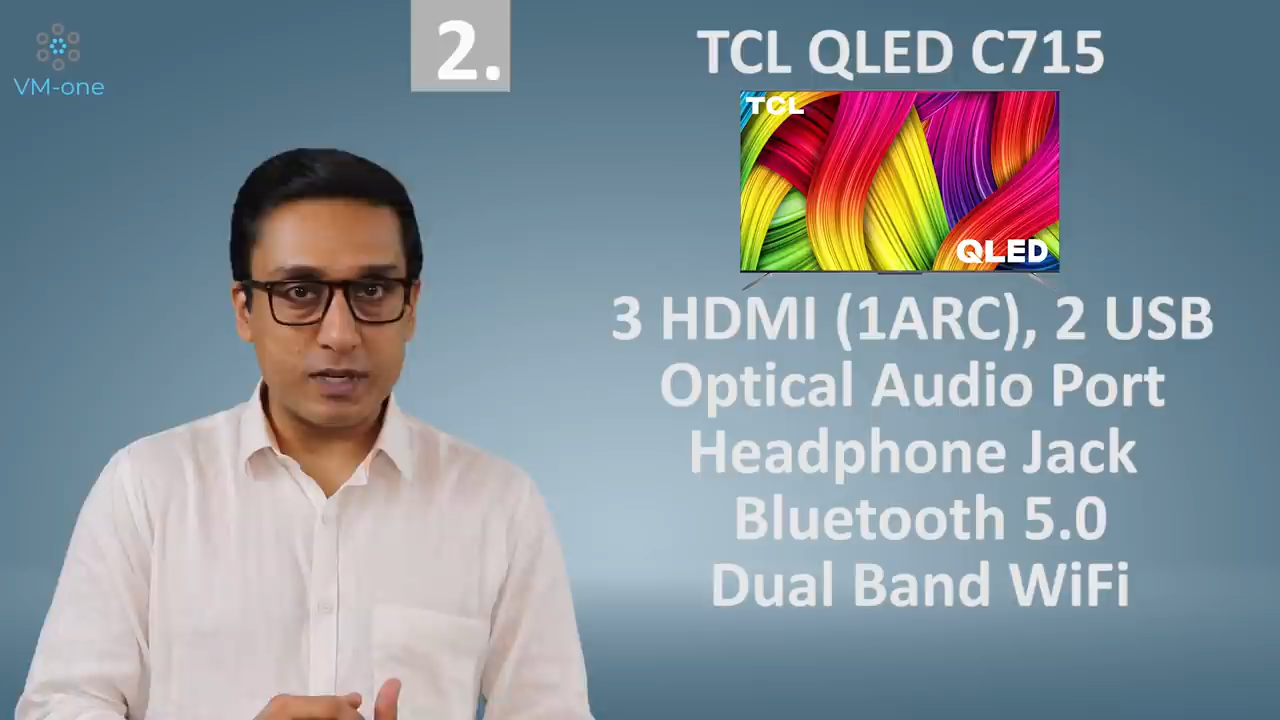 VM-one
2.
TCL QLED C715
TCL
QLED
3 HDMI (1ARC), 2 USB
Optical Audio Port
Headphone Jack
Bluetooth 5.0
Dual Band WiFi